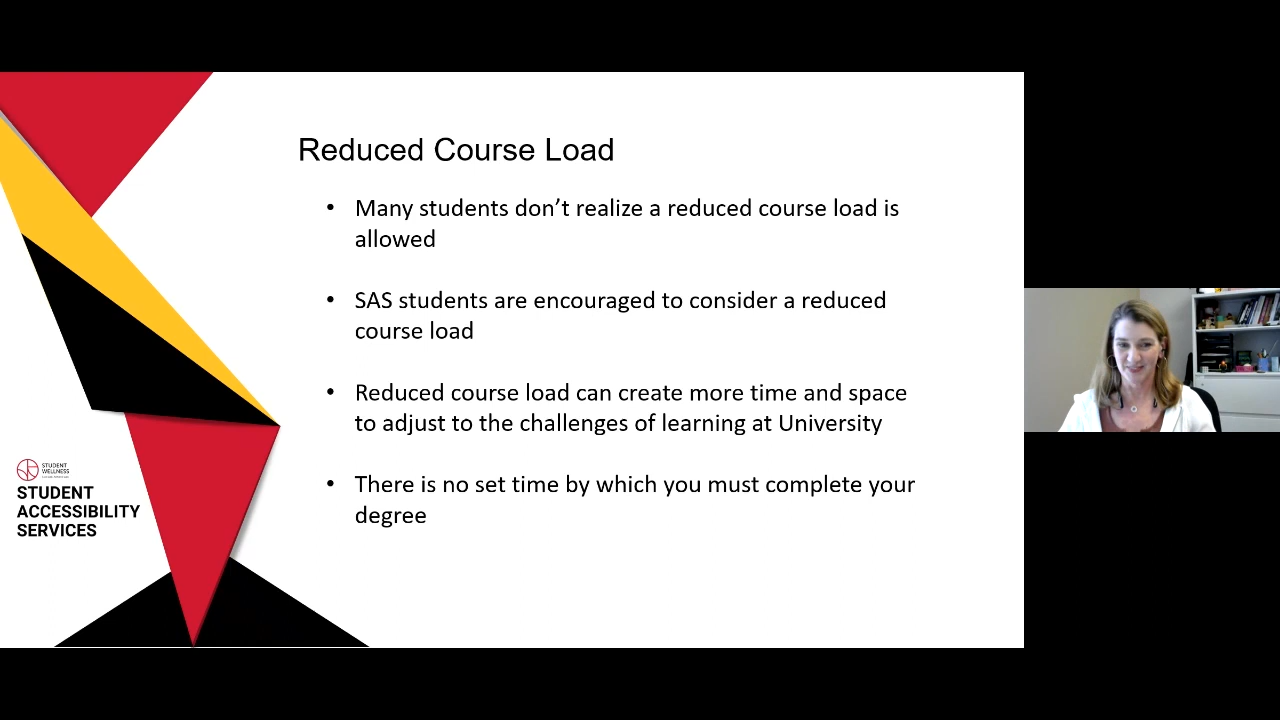 Reduced Course Load
• Many students don’t realize a reduced course load is
allowed
• SAS students are encouraged to consider a reduced
course load
• Reduced course load can create more time and space
to adjust to the challenges of learning at University
• There is no set time by which you must complete your
degree
STUDENT
WELLNESS
STUDENT
ACCESSIBILITY
SERVICES